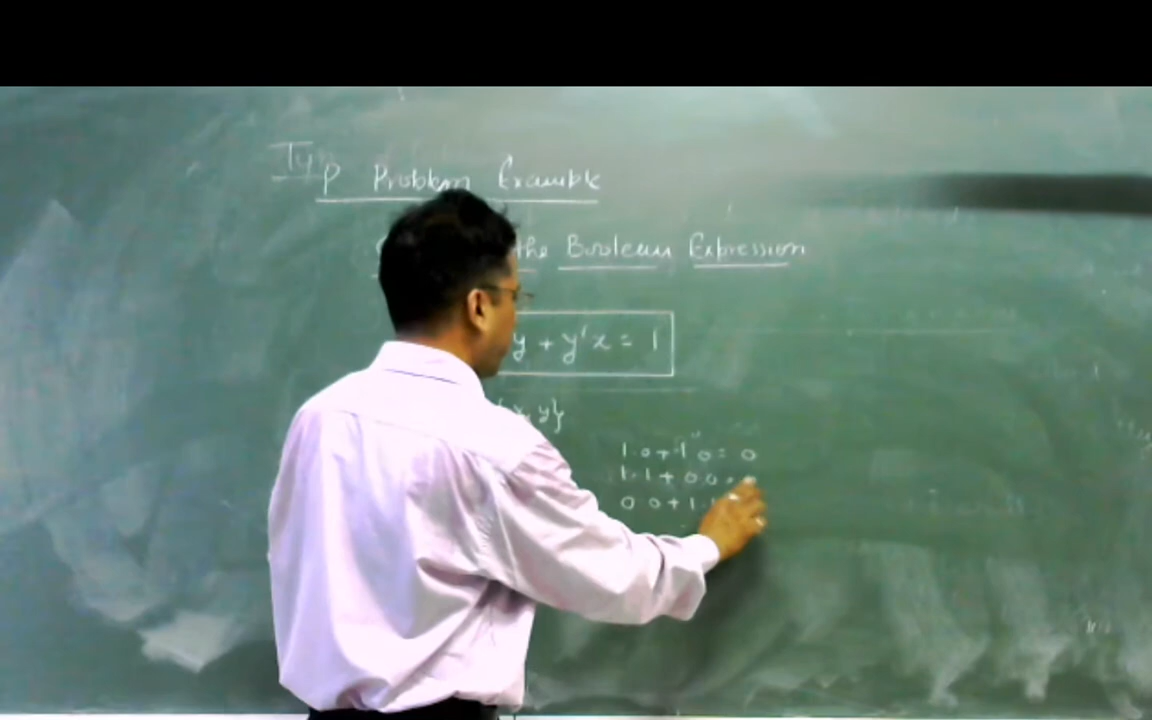 Typ
Problem Example
the Boolean Expression
y + y'x = 1
x, y}
1.0 + 1.0 = 0
1.1 + 0.0 =
0.0 + 1.